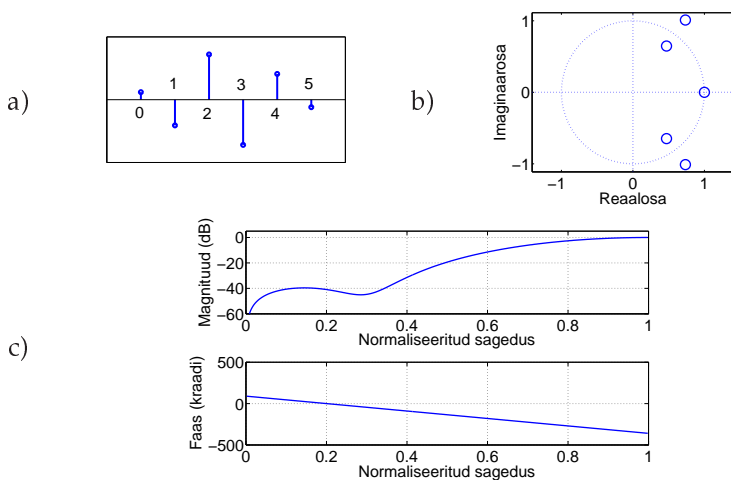 a)
0 1 2 3 4 5
b)
Imaginaarosa
1
0
−1
−1 0 1
Reaalosa
c)
Magnituud (dB)
0
−20
−40
−60
0 0.2 0.4 0.6 0.8 1
Normaliseeritud sagedus
Faas (kraadi)
500
0
−500
0 0.2 0.4 0.6 0.8 1
Normaliseeritud sagedus